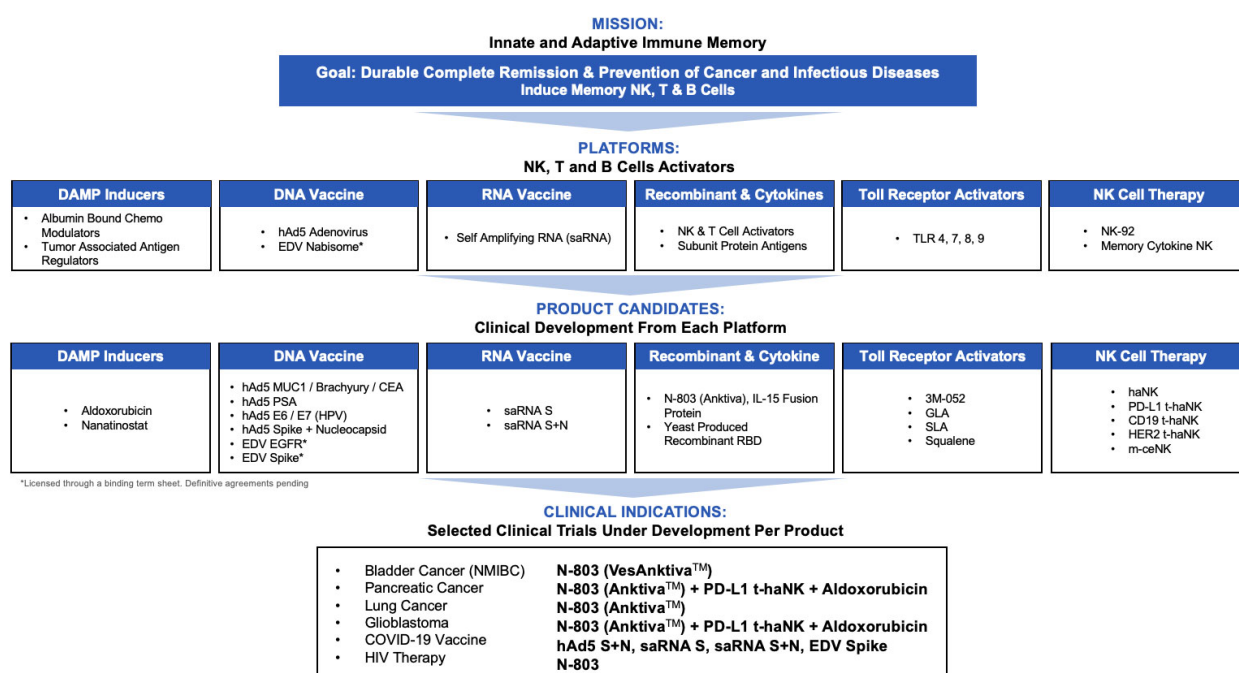 MISSION:
Innate and Adaptive Immune Memory
Goal: Durable Complete Remission & Prevention of Cancer and Infectious Diseases
Induce Memory NK, T & B Cells
PLATFORMS:
NK, T and B Cells Activators
DAMP Inducers
• Albumin Bound Chemo
Modulators
• Tumor Associated Antigen
Regulators
DNA Vaccine
• hAd5 Adenovirus
• EDV Nabisome*
RNA Vaccine
• Self Amplifying RNA (saRNA)
Recombinant & Cytokines
• NK & T Cell Activators
• Subunit Protein Antigens
Toll Receptor Activators
• TLR 4, 7, 8, 9
NK Cell Therapy
• NK-92
• Memory Cytokine NK
PRODUCT CANDIDATES:
Clinical Development From Each Platform
DAMP Inducers
• Aldoxorubicin
• Nanatinostat
DNA Vaccine
• hAd5 MUC1 / Brachyury / CEA
• hAd5 PSA
• hAd5 E6 / E7 (HPV)
• hAd5 Spike + Nucleocapsid
• EDV EGFR*
• EDV Spike*
RNA Vaccine
• saRNA S
• saRNA S+N
Recombinant & Cytokine
• N-803 (Anktiva), IL-15 Fusion
Protein
• Yeast Produced
Recombinant RBD
Toll Receptor Activators
• 3M-052
• GLA
• SLA
• Squalene
NK Cell Therapy
• haNK
• PD-L1 t-haNK
• CD19 t-haNK
• HER2 t-haNK
• m-ceNK
*Licensed through a binding term sheet. Definitive agreements pending
CLINICAL INDICATIONS:
Selected Clinical Trials Under Development Per Product
• Bladder Cancer (NMIBC) N-803 (VesAnktiva™)
• Pancreatic Cancer N-803 (Anktiva™) + PD-L1 t-haNK + Aldoxorubicin
• Lung Cancer N-803 (Anktiva™)
• Glioblastoma N-803 (Anktiva™) + PD-L1 t-haNK + Aldoxorubicin
• COVID-19 Vaccine hAd5 S+N, saRNA S, saRNA S+N, EDV Spike
• HIV Therapy N-803